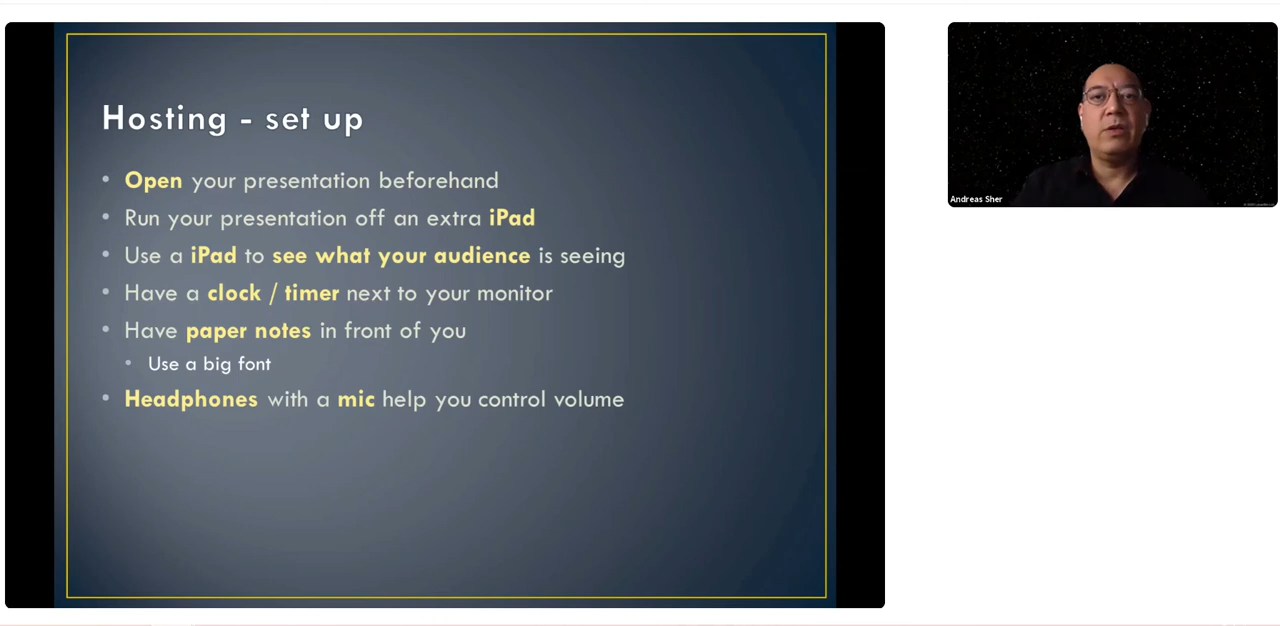 Hosting - set up
• Open your presentation beforehand
• Run your presentation off an extra iPad
• Use a iPad to see what your audience is seeing
• Have a clock / timer next to your monitor
• Have paper notes in front of you
• Use a big font
• Headphones with a mic help you control volume
Andreas Sher